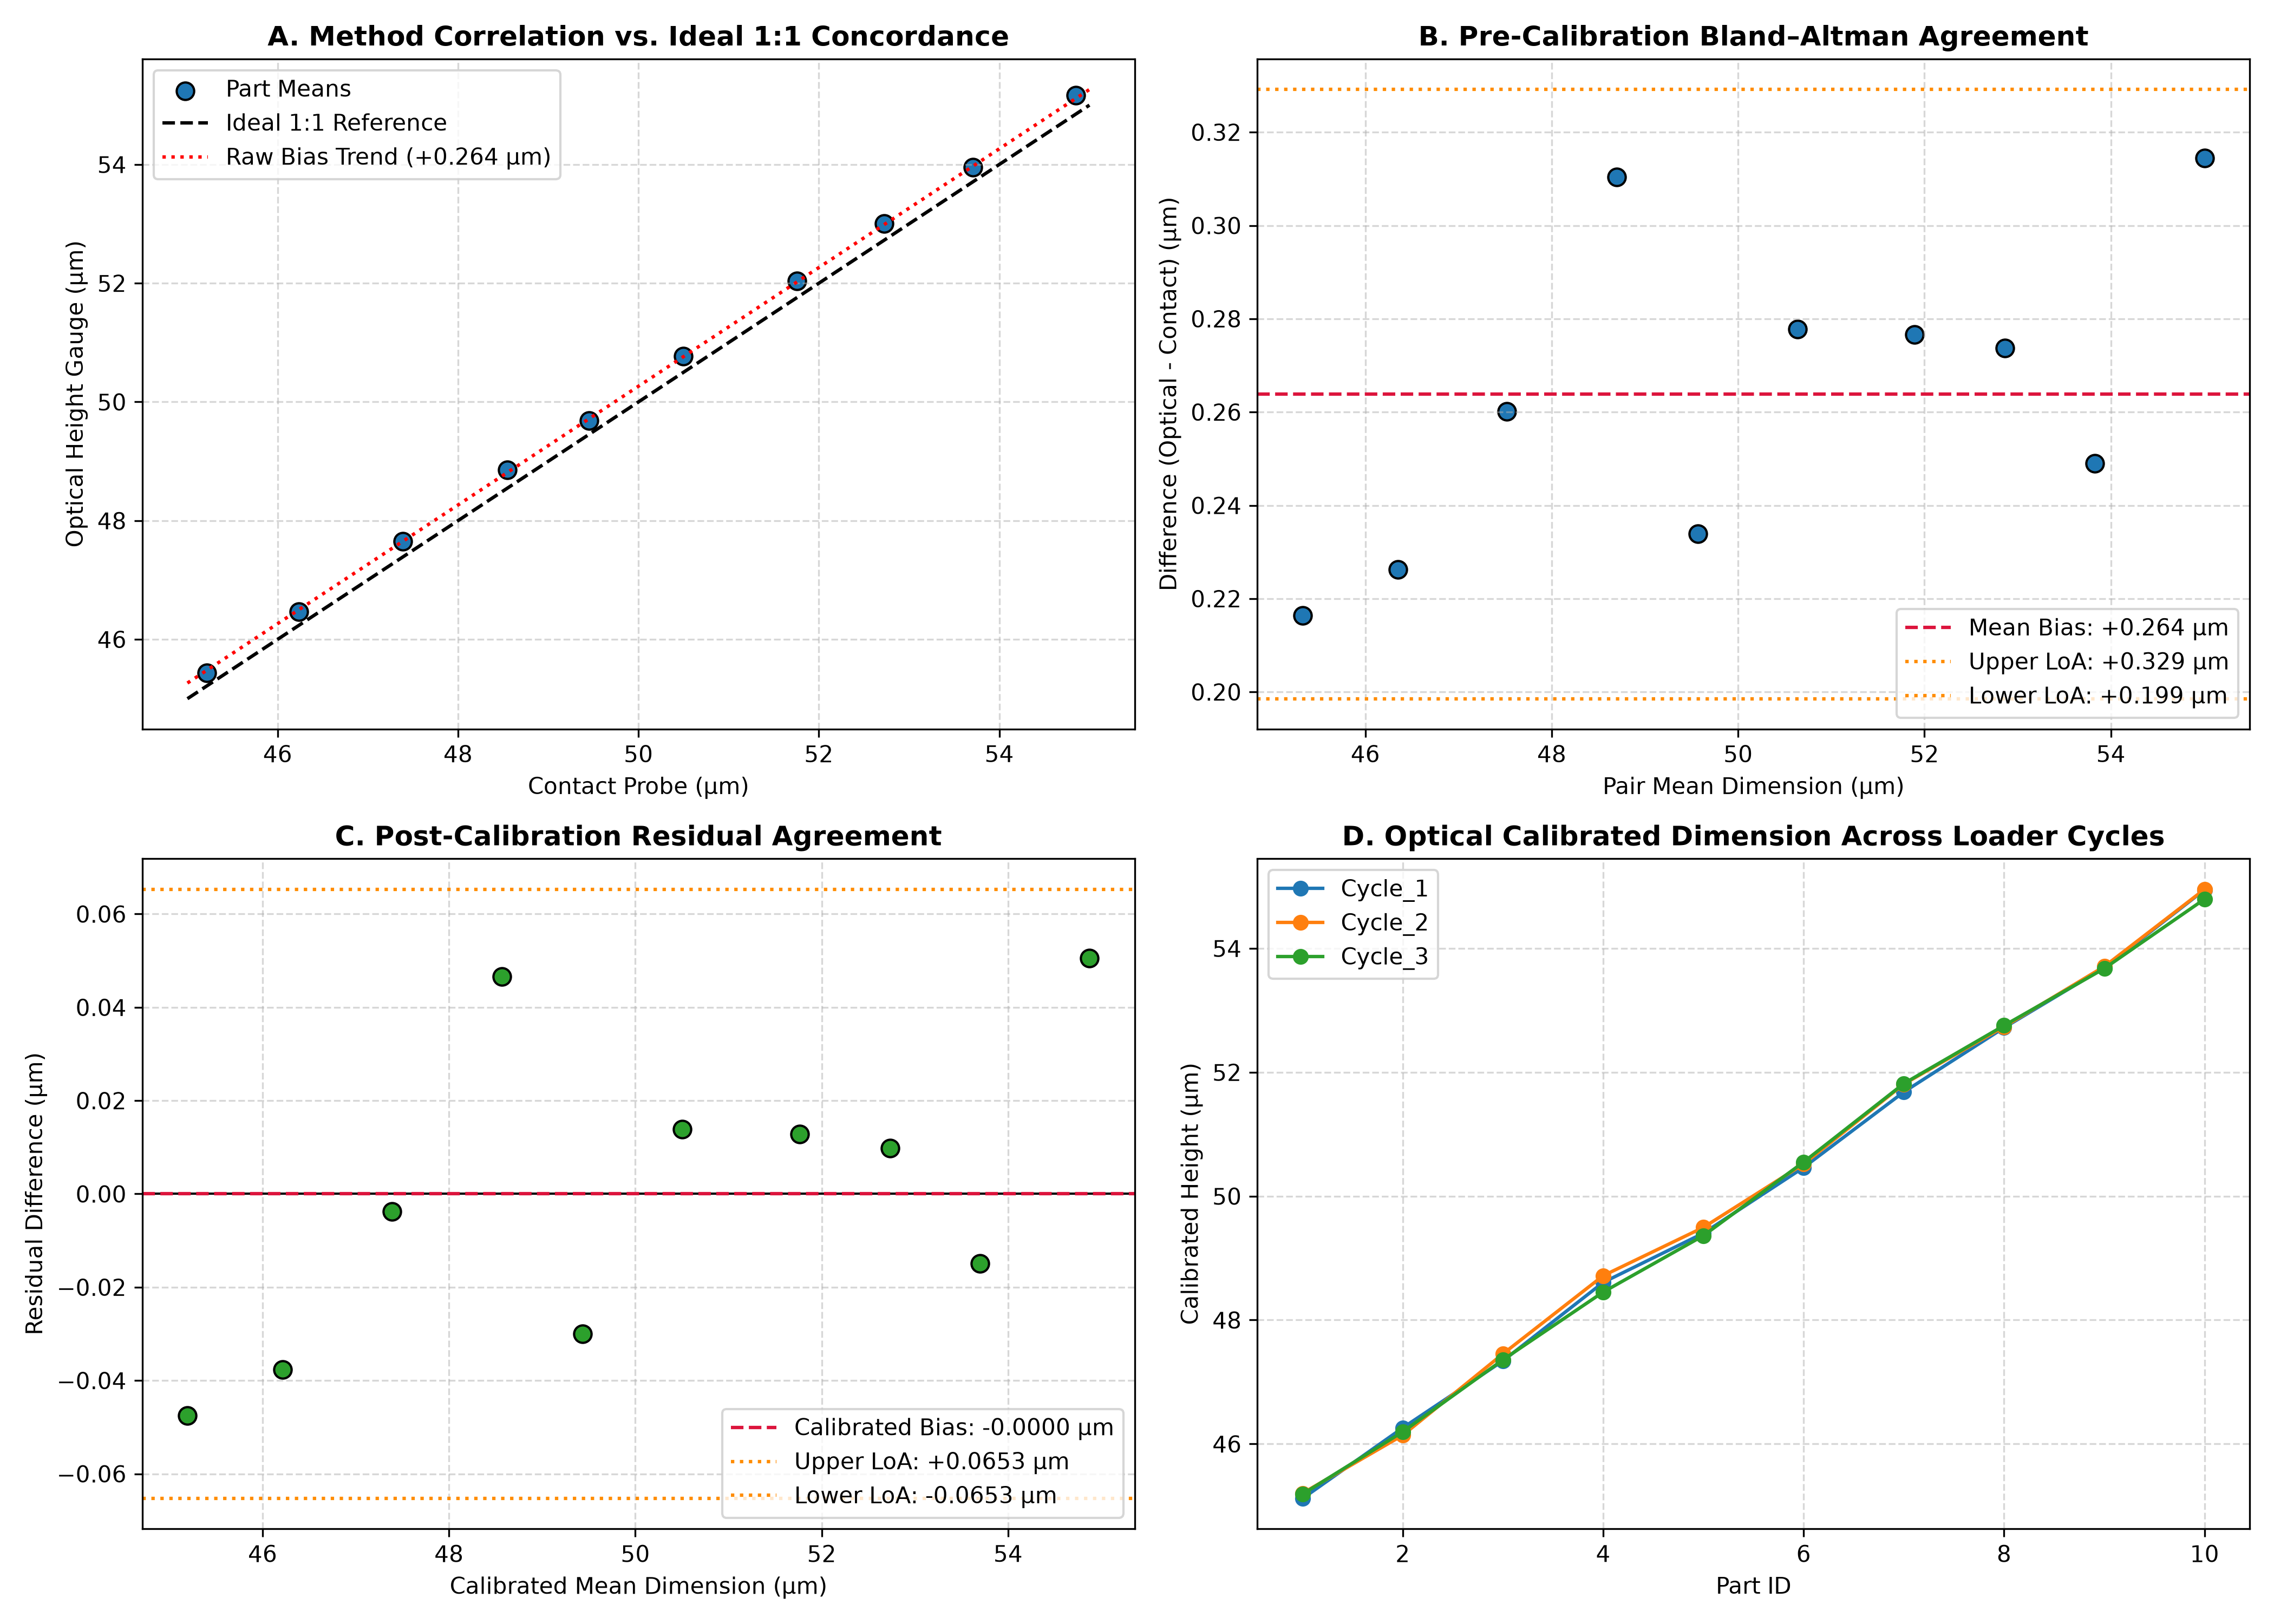 A. Method Correlation vs. Ideal 1:1 Concordance
Part Means
Ideal 1:1 Reference
Raw Bias Trend (+0.264 µm)
Optical Height Gauge (µm)
54
52
50
48
46
46 48 50 52 54
Contact Probe (µm)
B. Pre-Calibration Bland–Altman Agreement
Difference (Optical - Contact) (µm)
0.32
0.30
0.28
0.26
0.24
0.22
0.20
Mean Bias: +0.264 µm
Upper LoA: +0.329 µm
Lower LoA: +0.199 µm
46 48 50 52 54
Pair Mean Dimension (µm)
C. Post-Calibration Residual Agreement
Residual Difference (µm)
0.06
0.04
0.02
0.00
−0.02
−0.04
−0.06
Calibrated Bias: -0.0000 µm
Upper LoA: +0.0653 µm
Lower LoA: -0.0653 µm
46 48 50 52 54
Calibrated Mean Dimension (µm)
D. Optical Calibrated Dimension Across Loader Cycles
Cycle_1
Cycle_2
Cycle_3
Calibrated Height (µm)
54
52
50
48
46
2 4 6 8 10
Part ID